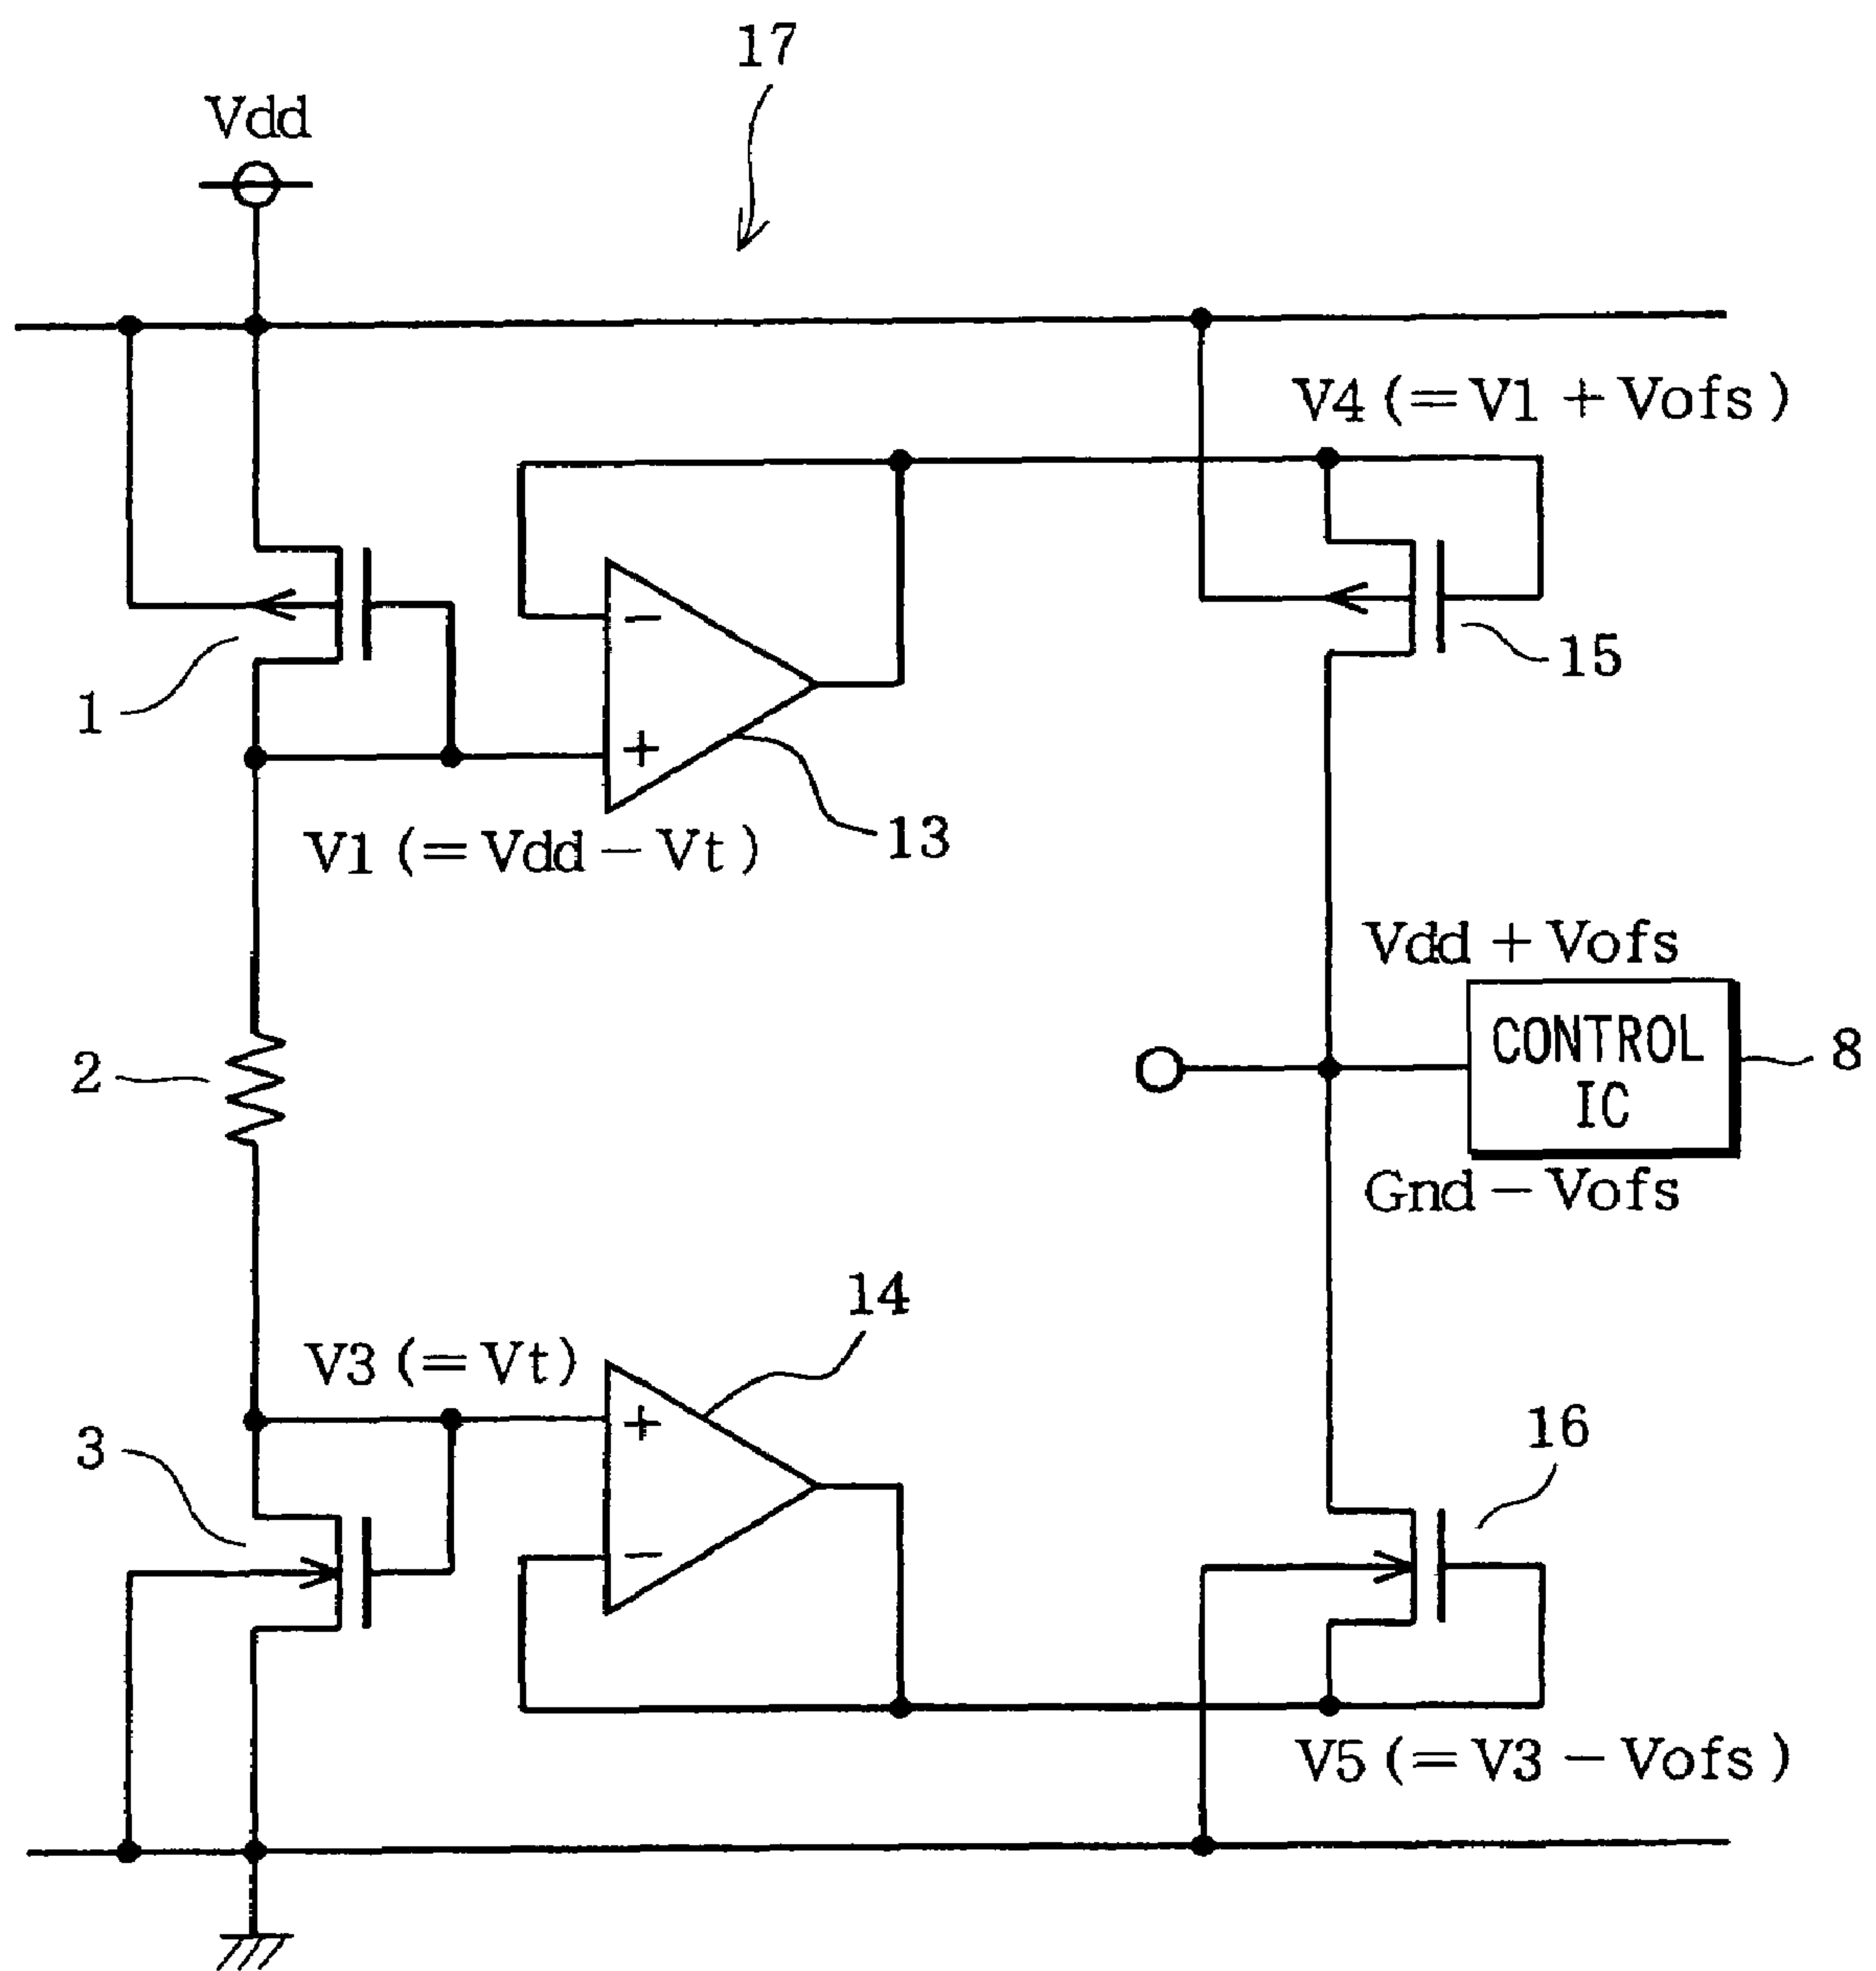 17
Vdd
V4 (=V1+Vofs)
-
15
1
+
13
V1 (=Vdd-Vt)
Vdd+Vofs
CONTROL
IC
8
2
Gnd-Vofs
14
V3 (=Vt)
+
16
3
-
V5 (=V3-Vofs)